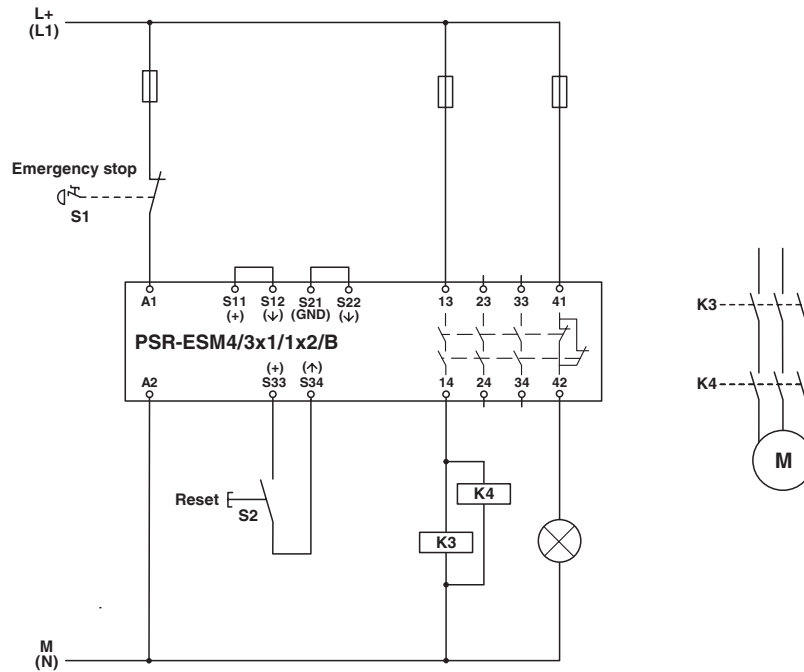 L+
(L1)
Emergency stop
S1
A1 S11 S12 S21 S22 13 23 33 41
(+) (↓) (GND) (↓)
PSR-ESM4/3x1/1x2/B
(+) (↑)
A2 S33 S34 14 24 34 42
Reset
S2
K4
K3
K3
K4
M
M
(N)